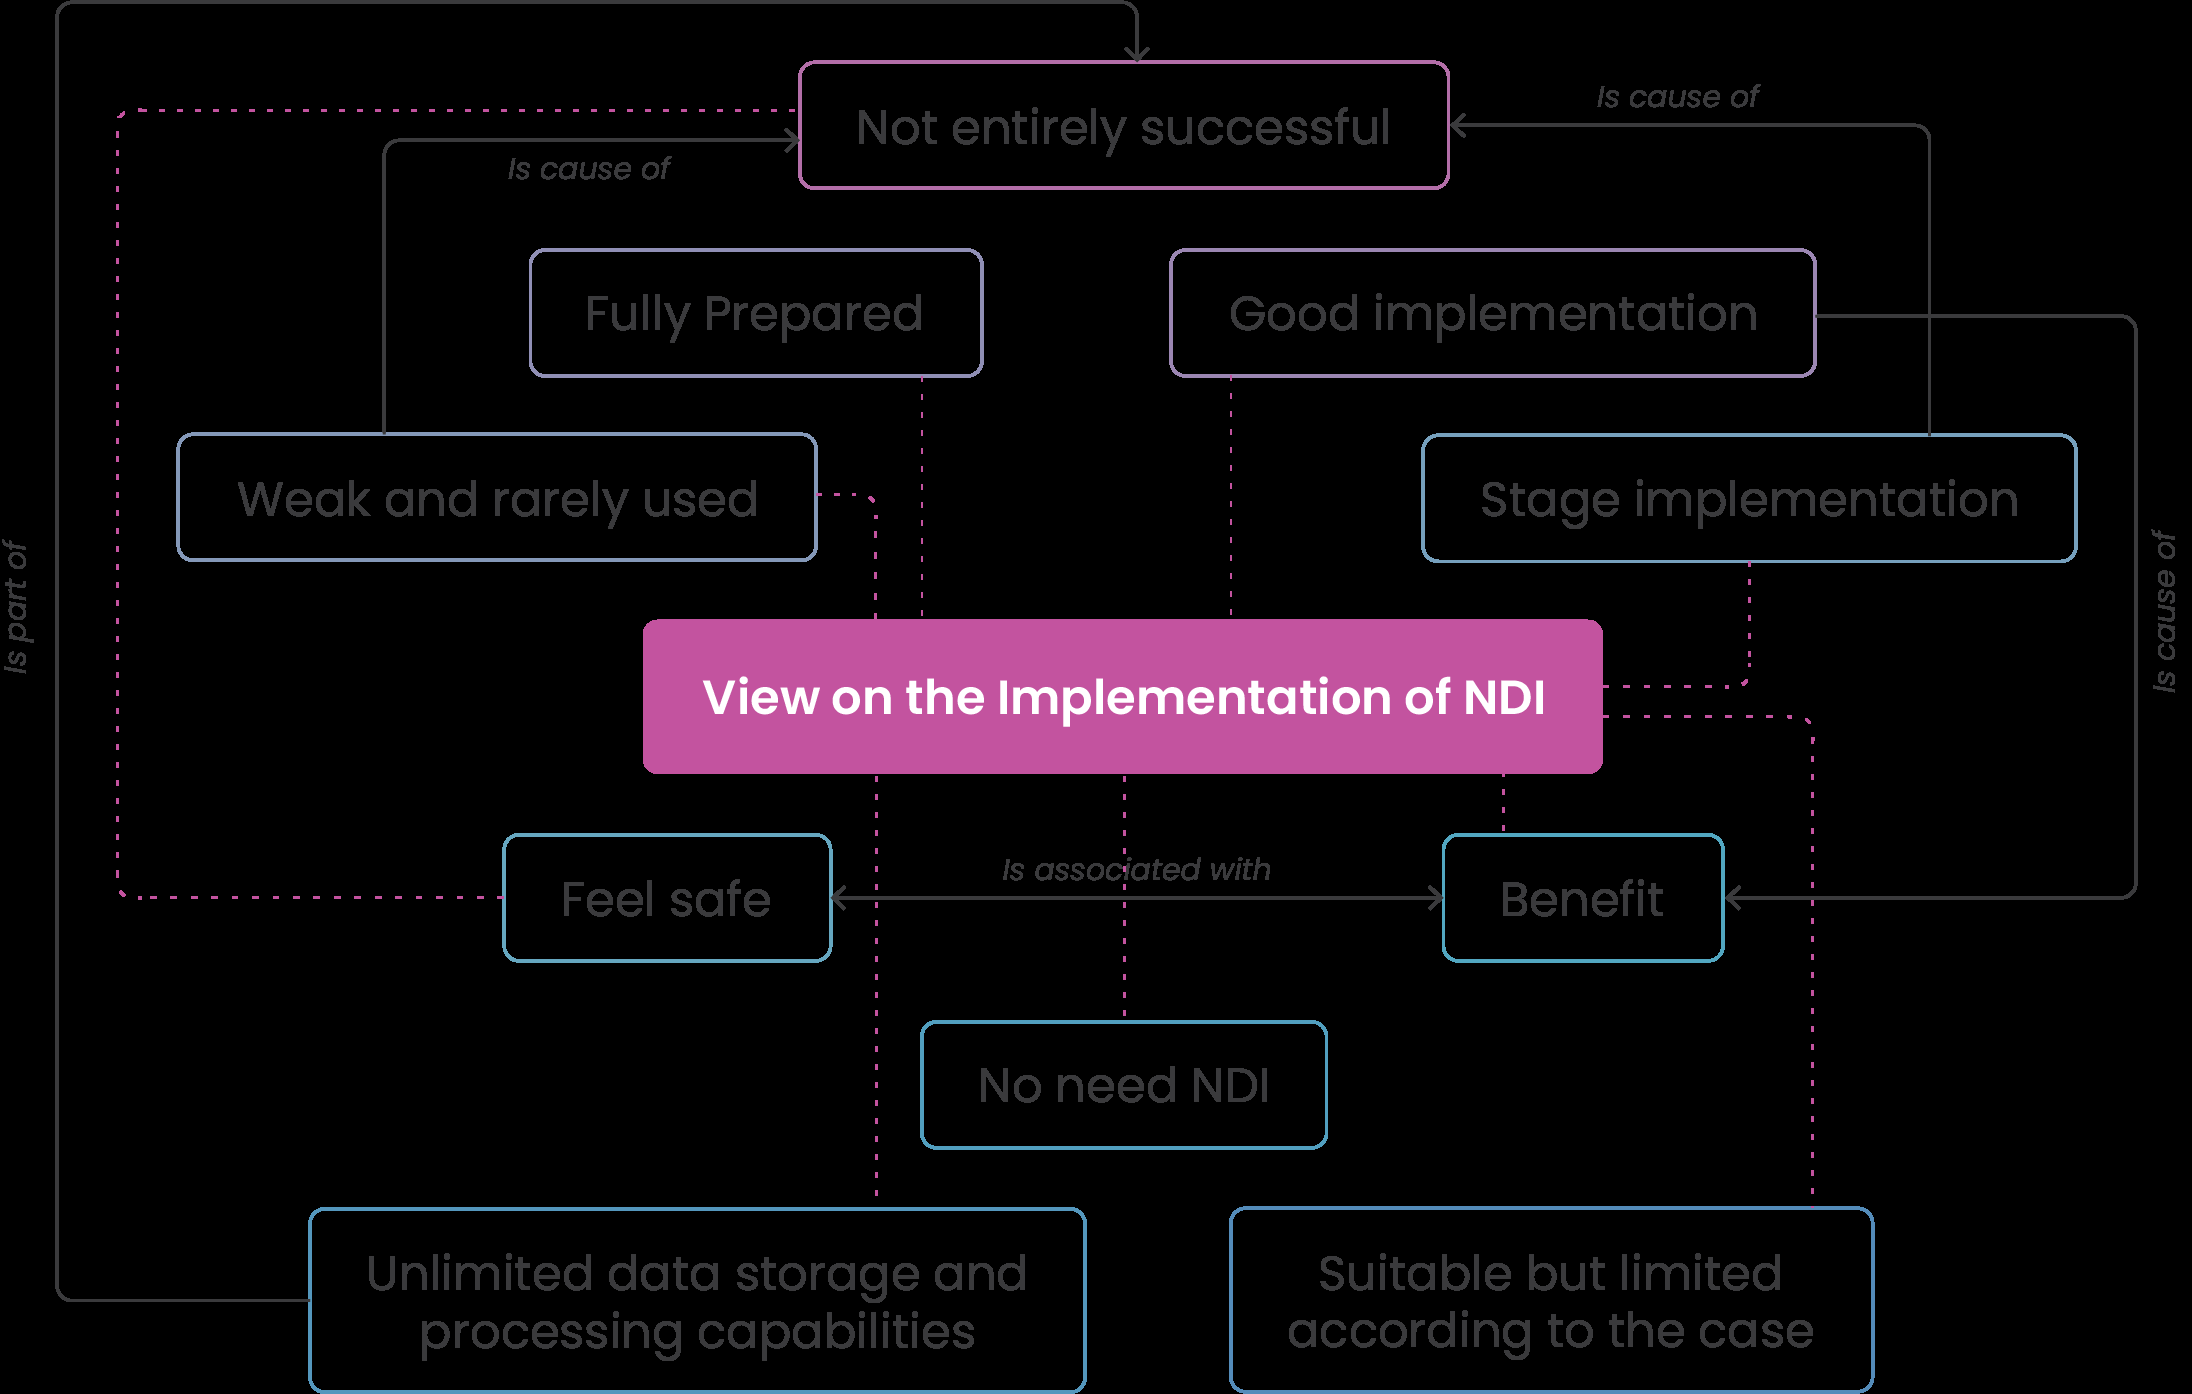 Not entirely successful
Is cause of
Is cause of
Fully Prepared
Good implementation
Weak and rarely used
Stage implementation
Is part of
Is cause of
View on the Implementation of NDI
Feel safe
Is associated with
Benefit
No need NDI
Unlimited data storage and
processing capabilities
Suitable but limited
according to the case